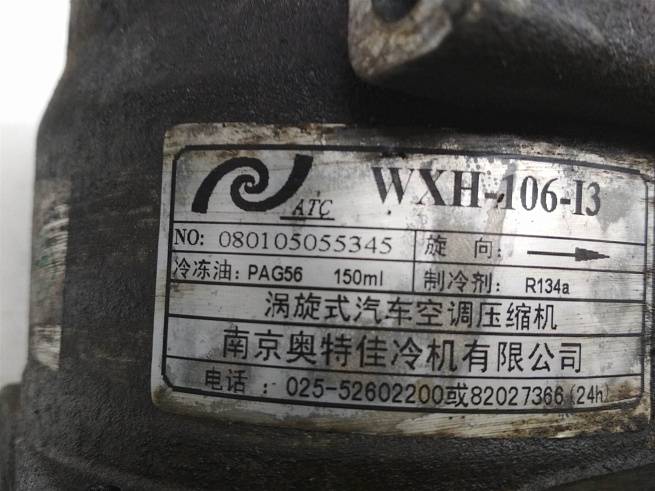 ATC WXH-106-I3
NO: 080105055345 旋 向: →
冷冻油: PAG56 150ml 制冷剂: R134a
涡旋式汽车空调压缩机
南京奥特佳冷机有限公司
电话 : 025-52602200或82027366 (24h)